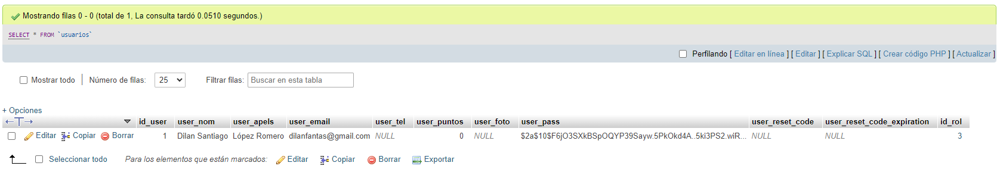 Mostrando filas 0 - 0 (total de 1, La consulta tardó 0.0510 segundos.)
SELECT * FROM `usuarios`
Perfilando [ Editar en línea ] [ Editar ] [ Explicar SQL ] [ Crear código PHP ] [ Actualizar ]
Mostrar todo | Número de filas: 25 Filtrar filas: Buscar en esta tabla
+ Opciones
←T→ id_user user_nom user_apels user_email user_tel user_puntos user_foto user_pass user_reset_code user_reset_code_expiration id_rol
Editar Copiar Borrar 1 Dilan Santiago López Romero dilanfantas@gmail.com NULL 0 NULL $2a$10$F6jO3SXkBSpOQYP39Sayw.5PkOkd4A..5ki3PS2.wiR... NULL NULL 3
Seleccionar todo Para los elementos que están marcados: Editar Copiar Borrar Exportar